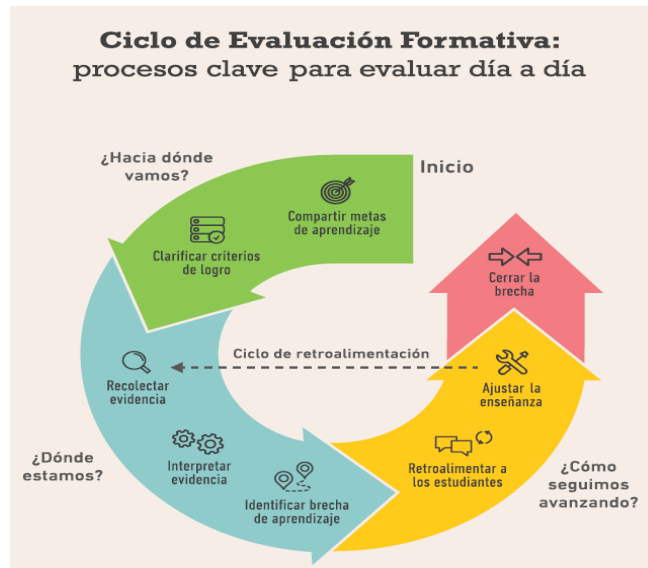 Ciclo de Evaluación Formativa:
procesos clave para evaluar día a día
¿Hacia dónde
vamos?
Inicio
Compartir metas
de aprendizaje
Clarificar criterios
de logro
Cerrar la
brecha
Ciclo de retroalimentación
Recolectar
evidencia
Ajustar la
enseñanza
¿Dónde
estamos?
Interpretar
evidencia
Identificar brecha
de aprendizaje
Retroalimentar a
los estudiantes
¿Cómo
seguimos
avanzando?